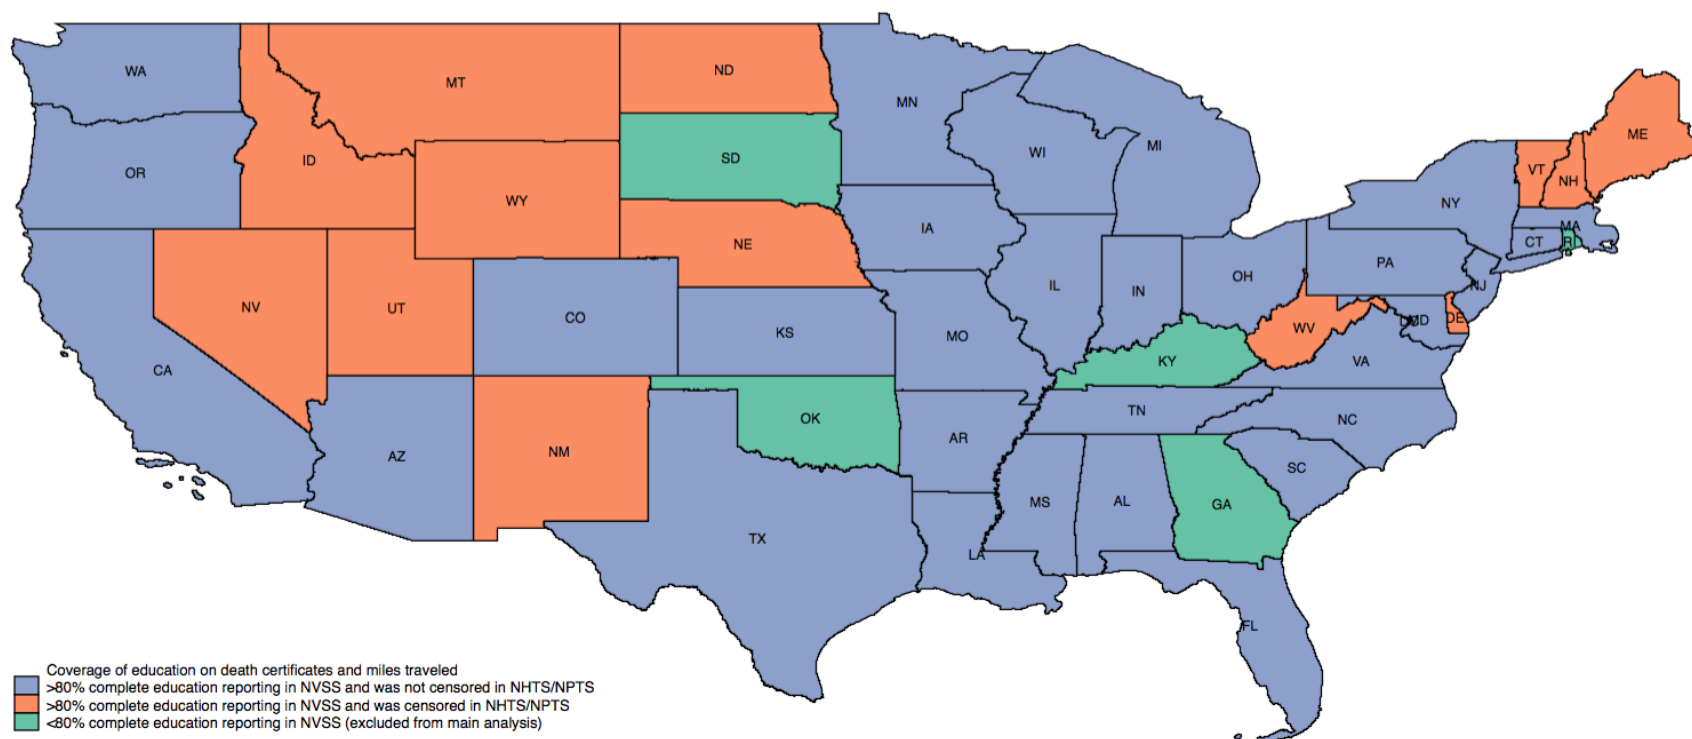 WA
MT
ND
MN
ME
OR
ID
SD
WI
MI
VT
NH
WY
NY
NE
IA
MA
CT
RI
NV
UT
CO
KS
MO
IL
IN
OH
PA
NJ
WV
MD
DE
CA
KY
VA
AZ
NM
OK
AR
TN
NC
SC
TX
MS
AL
GA
LA
FL
Coverage of education on death certificates and miles traveled
>80% complete education reporting in NVSS and was not censored in NHTS/NPTS
>80% complete education reporting in NVSS and was censored in NHTS/NPTS
<80% complete education reporting in NVSS (excluded from main analysis)